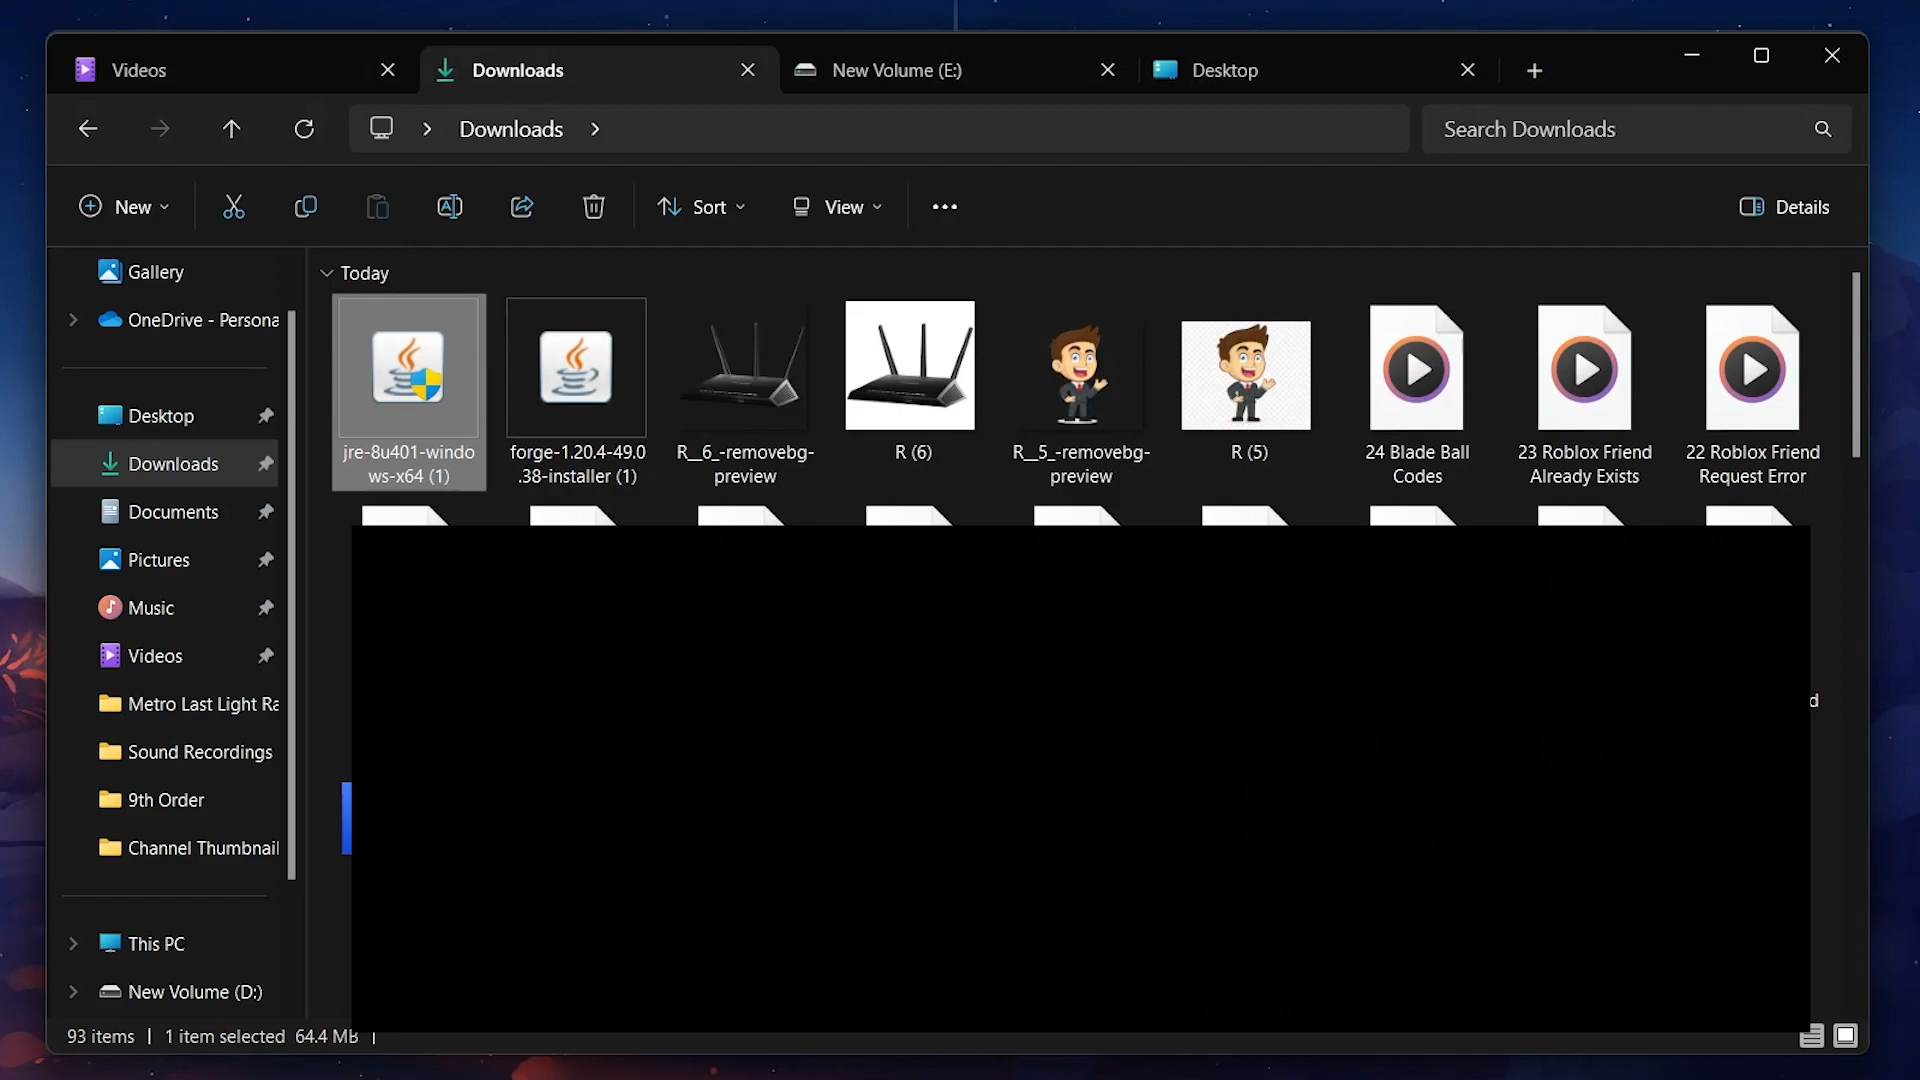 Videos
Downloads
New Volume (E:)
Desktop
Downloads
Search Downloads
New
Sort
View
Details
Gallery
OneDrive - Persona
Desktop
Downloads
Documents
Pictures
Music
Videos
Metro Last Light Ra
Sound Recordings
9th Order
Channel Thumbnail
This PC
New Volume (D:)
Today
jre-8u401-windo
ws-x64 (1)
forge-1.20.4-49.0
.38-installer (1)
R__6_-removebg-
preview
R (6)
R__5_-removebg-
preview
R (5)
24 Blade Ball
Codes
23 Roblox Friend
Already Exists
22 Roblox Friend
Request Error
d
93 items
1 item selected 64.4 MB